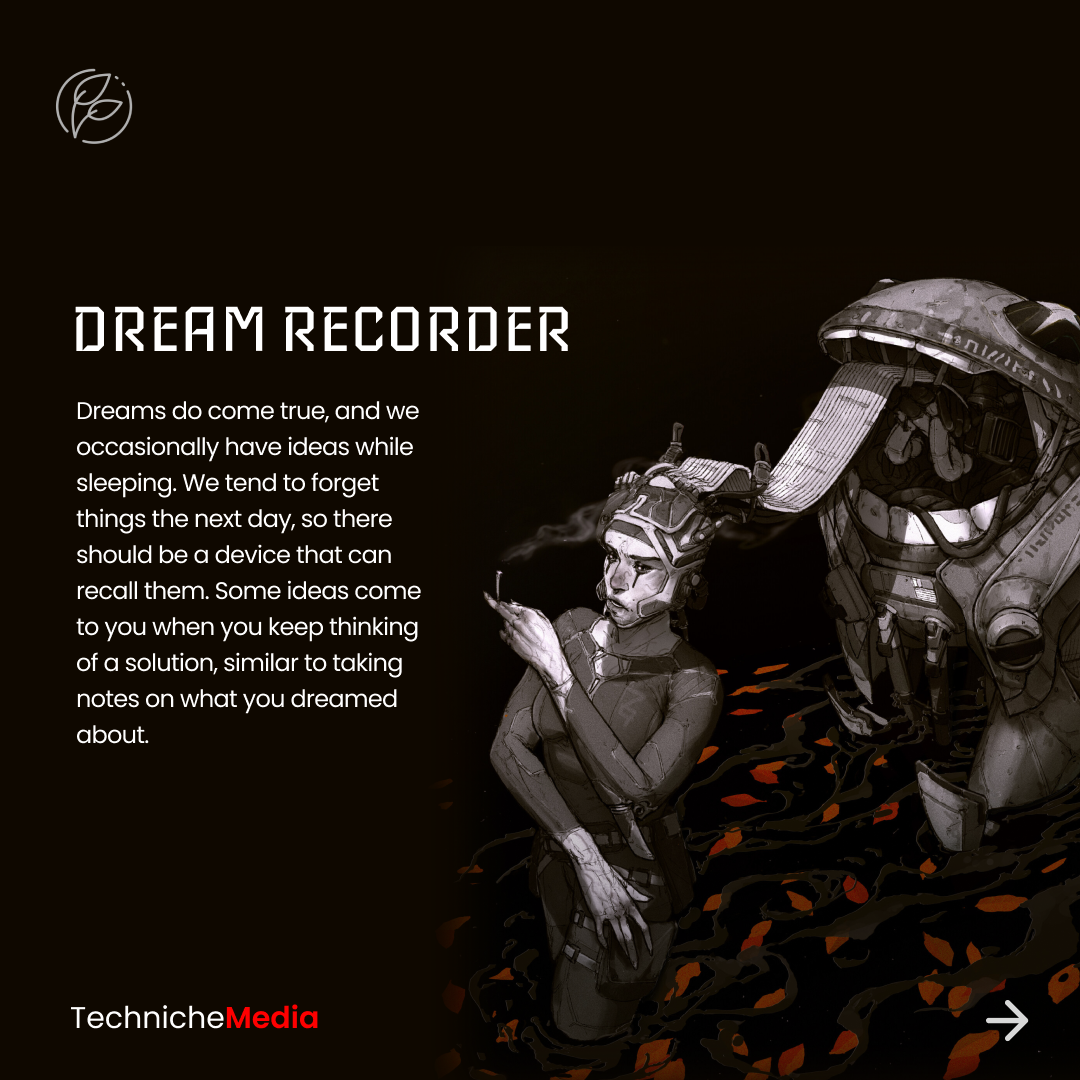 DREAM RECORDER
Dreams do come true, and we
occasionally have ideas while
sleeping. We tend to forget
things the next day, so there
should be a device that can
recall them. Some ideas come
to you when you keep thinking
of a solution, similar to taking
notes on what you dreamed
about.
TechnicheMedia